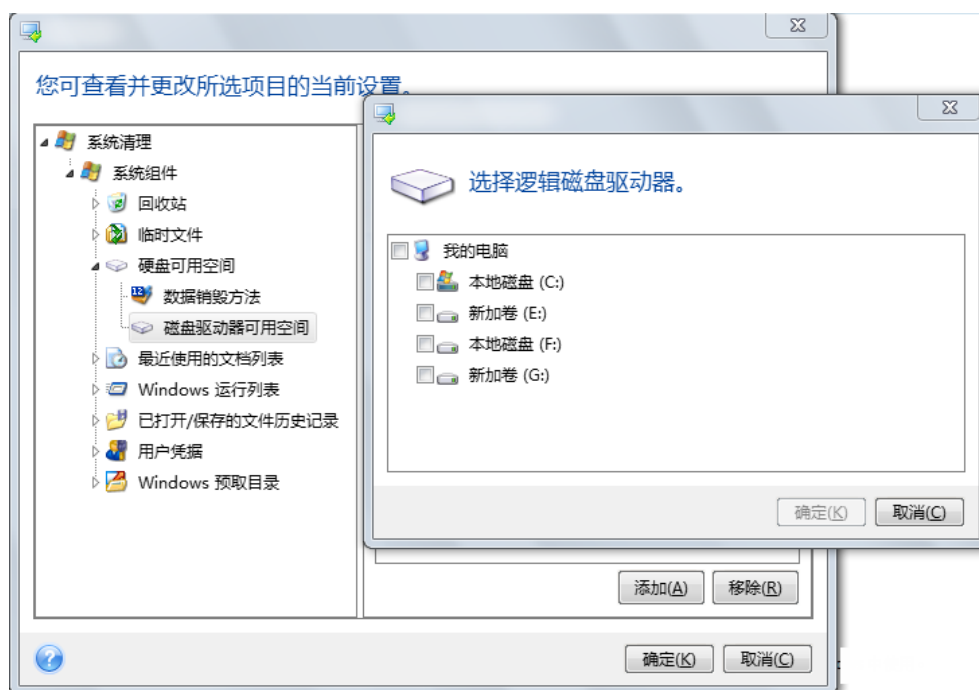 您可查看并更改所选项目的当前设置。
系统清理
系统组件
回收站
临时文件
硬盘可用空间
数据销毁方法
磁盘驱动器可用空间
最近使用的文档列表
Windows 运行列表
已打开/保存的文件历史记录
用户凭据
Windows 预取目录
选择逻辑磁盘驱动器。
我的电脑
本地磁盘 (C:)
新加卷 (E:)
本地磁盘 (F:)
新加卷 (G:)
确定(K) 取消(C)
添加(A) 移除(R)
确定(K) 取消(C)